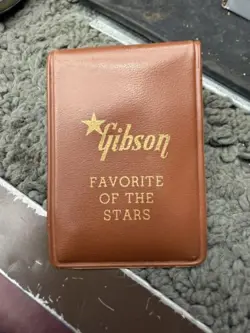 Gibson
FAVORITE
OF THE
STARS